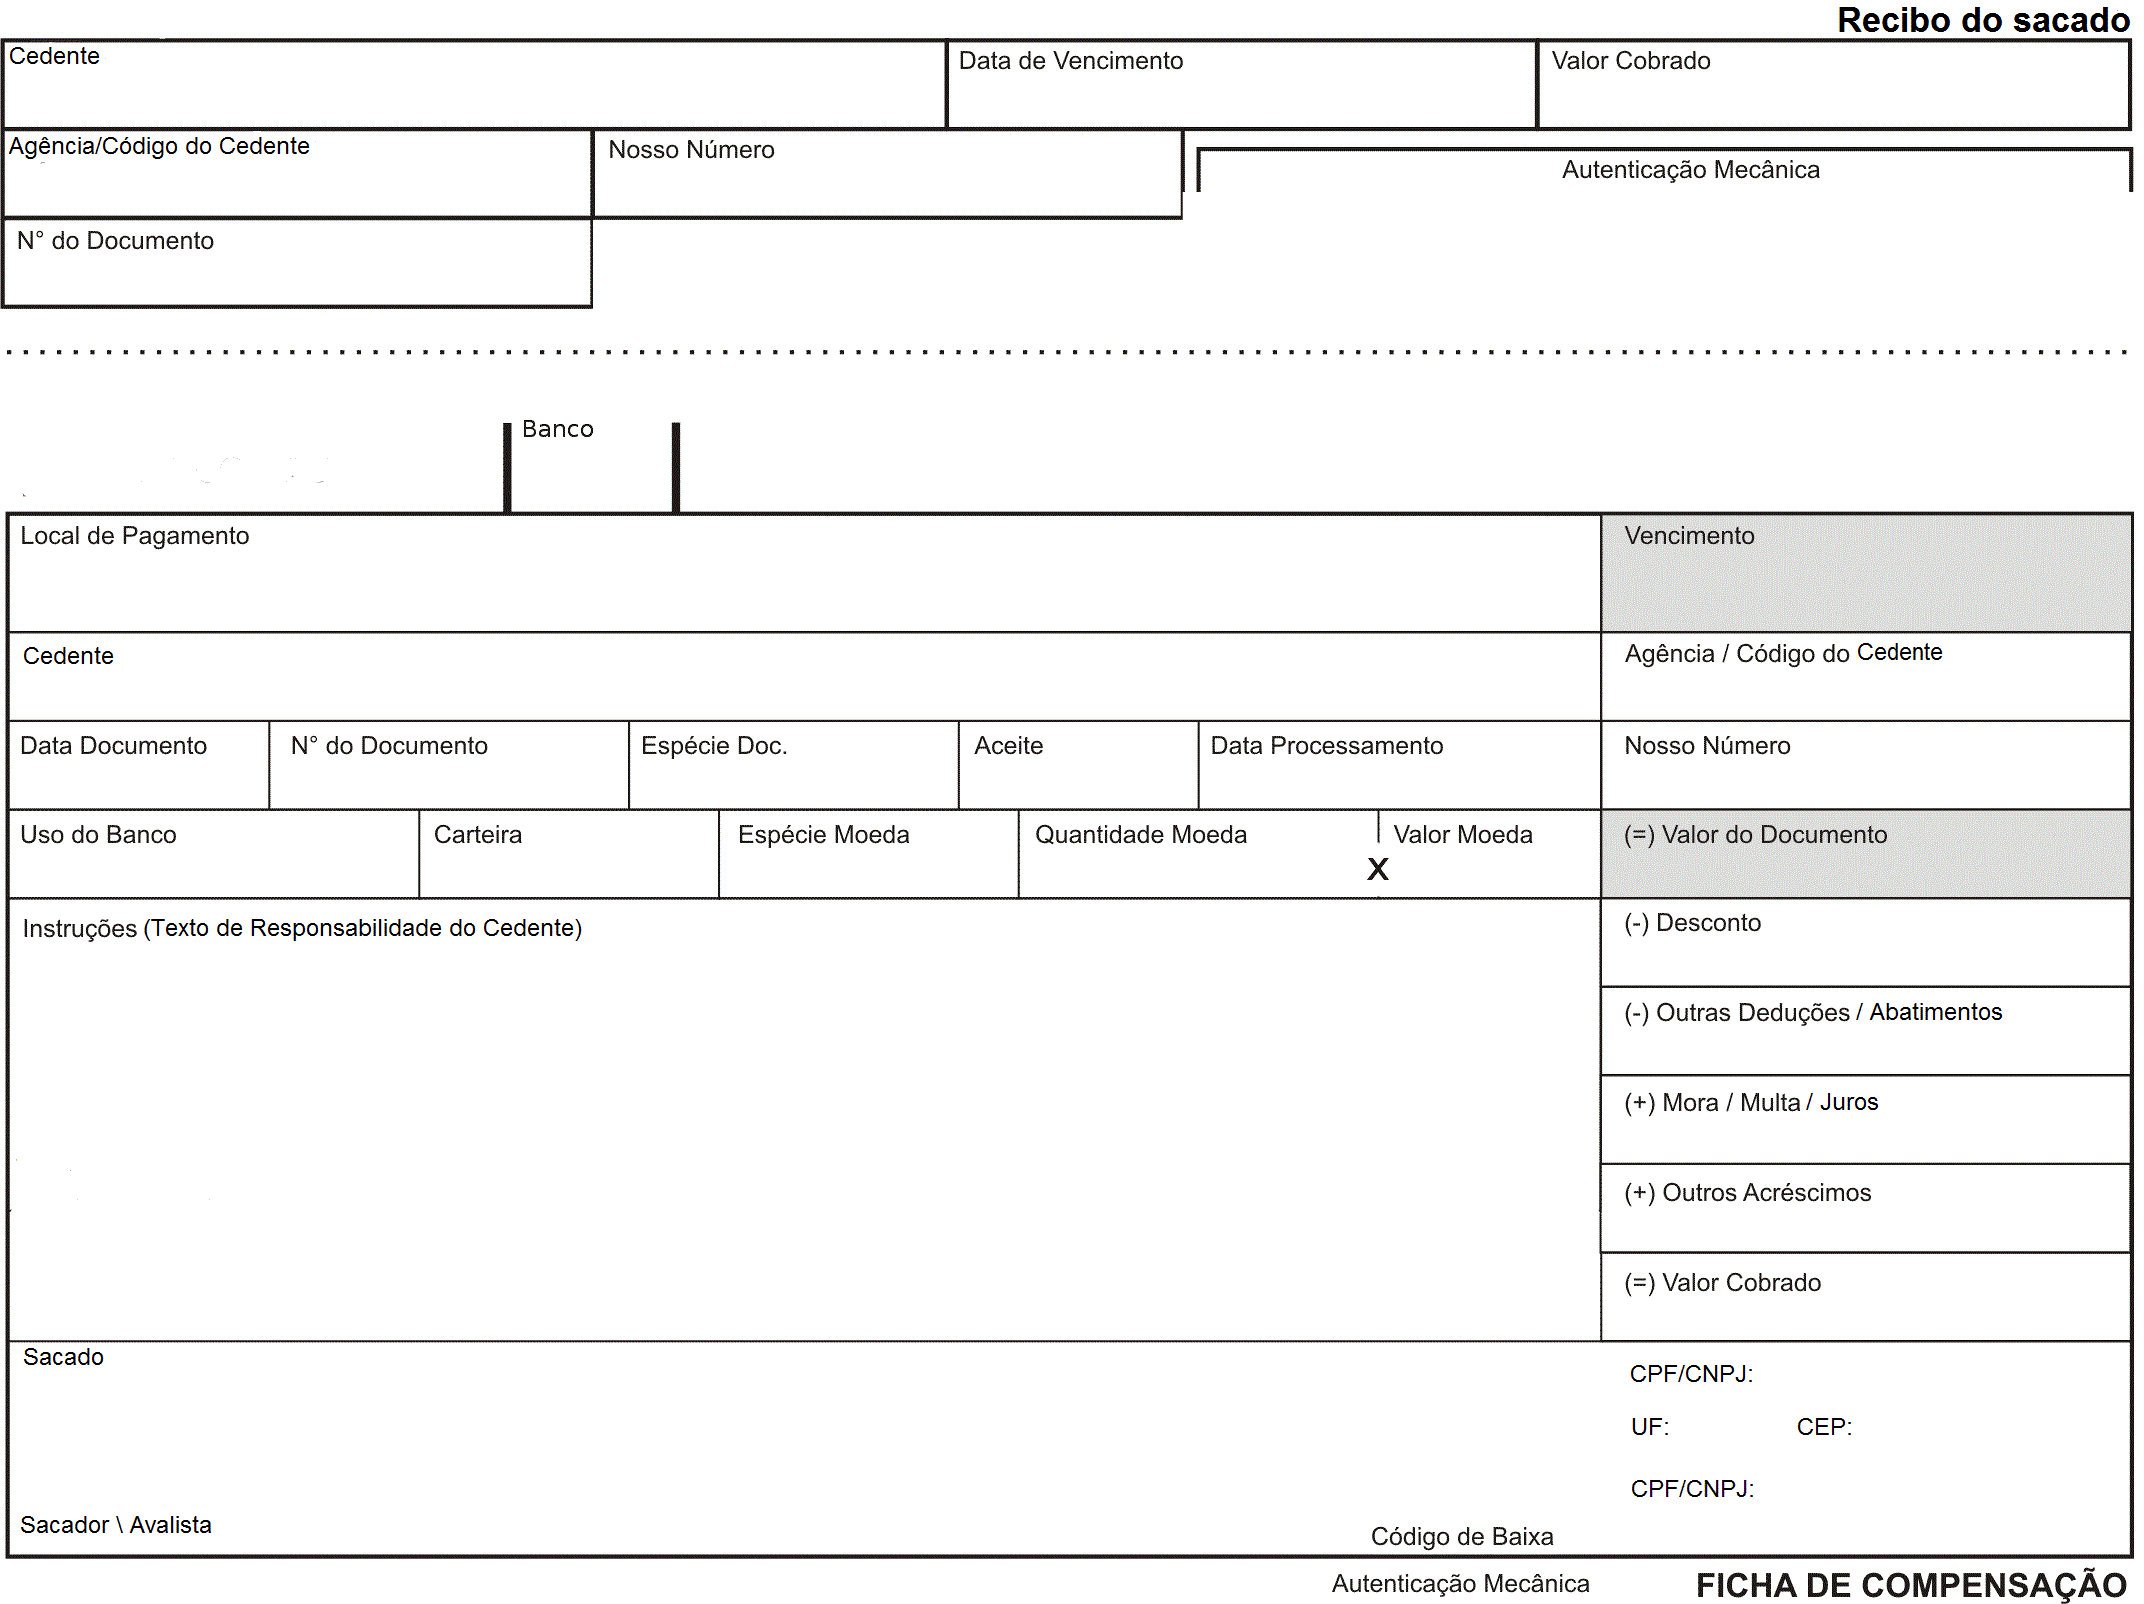 Recibo do sacado
Cedente
Data de Vencimento
Valor Cobrado
Agência/Código do Cedente
Nosso Número
Autenticação Mecânica
N° do Documento
Banco
Local de Pagamento
Vencimento
Cedente
Agência / Código do Cedente
Data Documento
N° do Documento
Espécie Doc.
Aceite
Data Processamento
Nosso Número
Uso do Banco
Carteira
Espécie Moeda
Quantidade Moeda
X
Valor Moeda
(=) Valor do Documento
Instruções (Texto de Responsabilidade do Cedente)
(-) Desconto
(-) Outras Deduções / Abatimentos
(+) Mora / Multa / Juros
(+) Outros Acréscimos
(=) Valor Cobrado
Sacado
CPF/CNPJ:
UF:
CEP:
CPF/CNPJ:
Sacador \ Avalista
Código de Baixa
Autenticação Mecânica
FICHA DE COMPENSAÇÃO